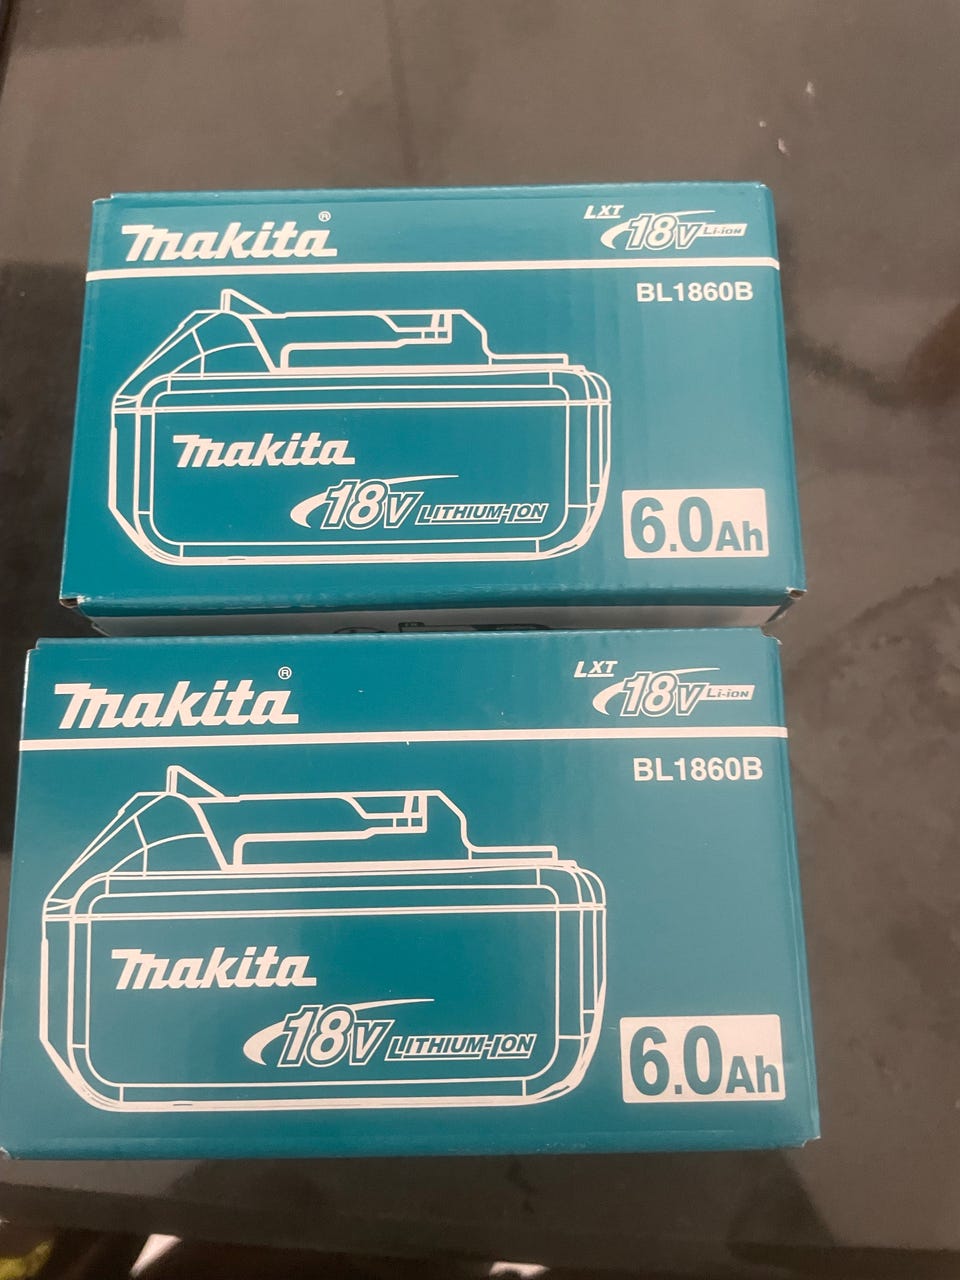 makita®
LXT
18V Li-ion
BL1860B
makita
18V LITHIUM-ION
6.0Ah
makita®
LXT
18V Li-ion
BL1860B
makita
18V LITHIUM-ION
6.0Ah